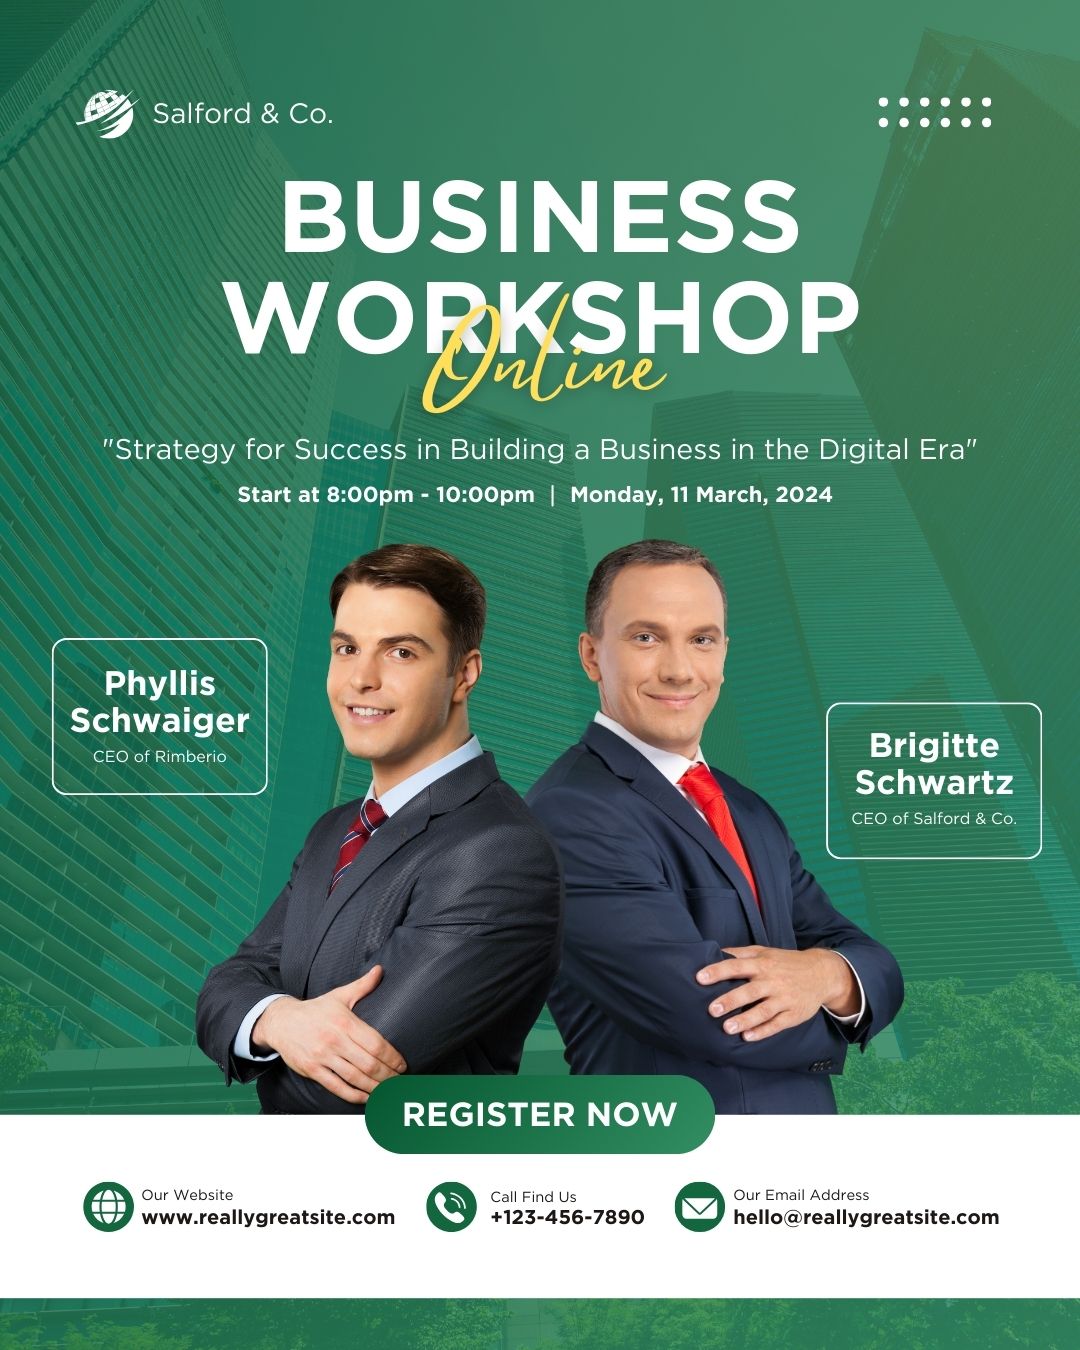 Salford & Co.
BUSINESS
WORKSHOP
Online
"Strategy for Success in Building a Business in the Digital Era"
Start at 8:00pm - 10:00pm | Monday, 11 March, 2024
Phyllis
Schwaiger
CEO of Rimberio
Brigitte
Schwartz
CEO of Salford & Co.
REGISTER NOW
Our Website
www.reallygreatsite.com
Call Find Us
+123-456-7890
Our Email Address
hello@reallygreatsite.com